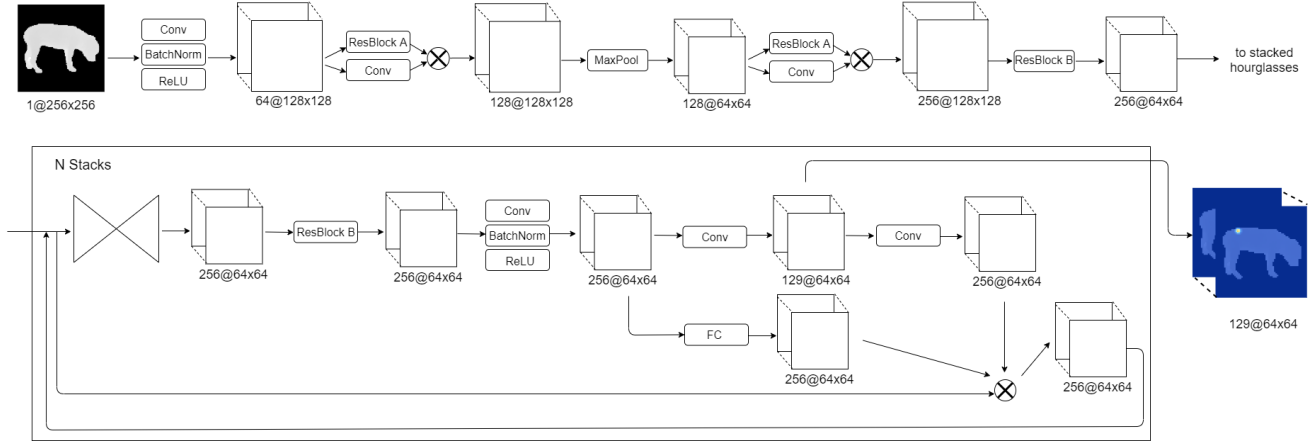 1@256x256
Conv
BatchNorm
ReLU
64@128x128
ResBlock A
Conv
128@128x128
MaxPool
128@64x64
ResBlock A
Conv
256@128x128
ResBlock B
256@64x64
to stacked
hourglasses
N Stacks
256@64x64
ResBlock B
256@64x64
Conv
BatchNorm
ReLU
256@64x64
Conv
129@64x64
Conv
256@64x64
FC
256@64x64
256@64x64
129@64x64